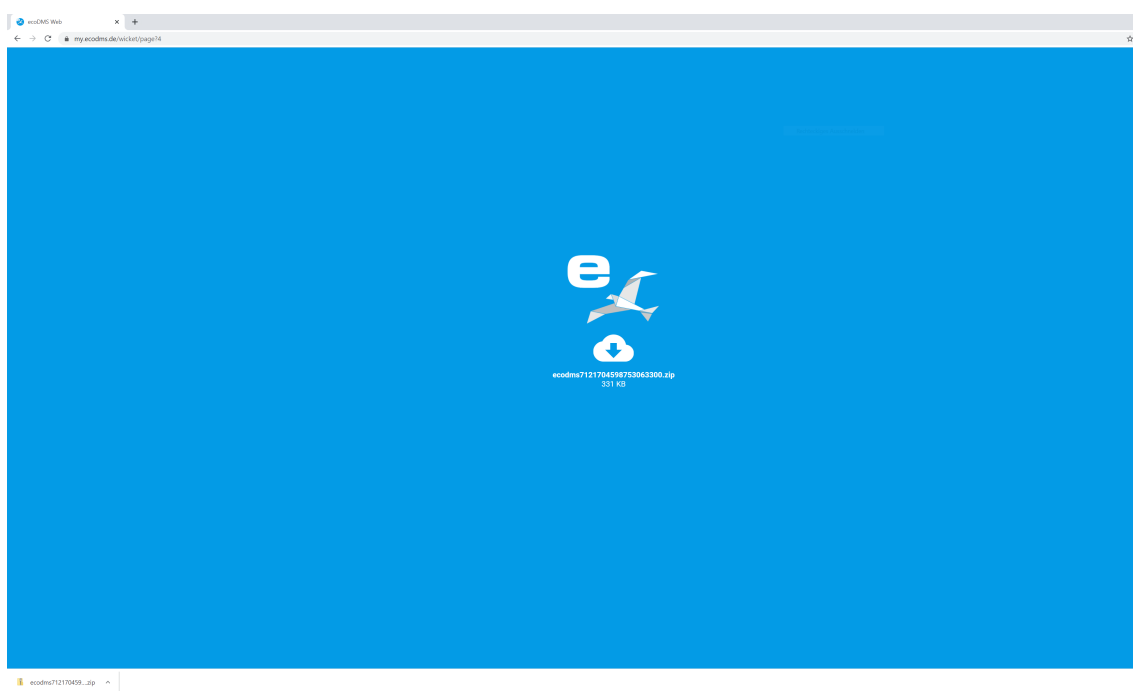 ecoDMS Web
my.ecodms.de/wicket/page?4
e
ecodms7121704598753063300.zip
331 KB
ecodms712170459....zip